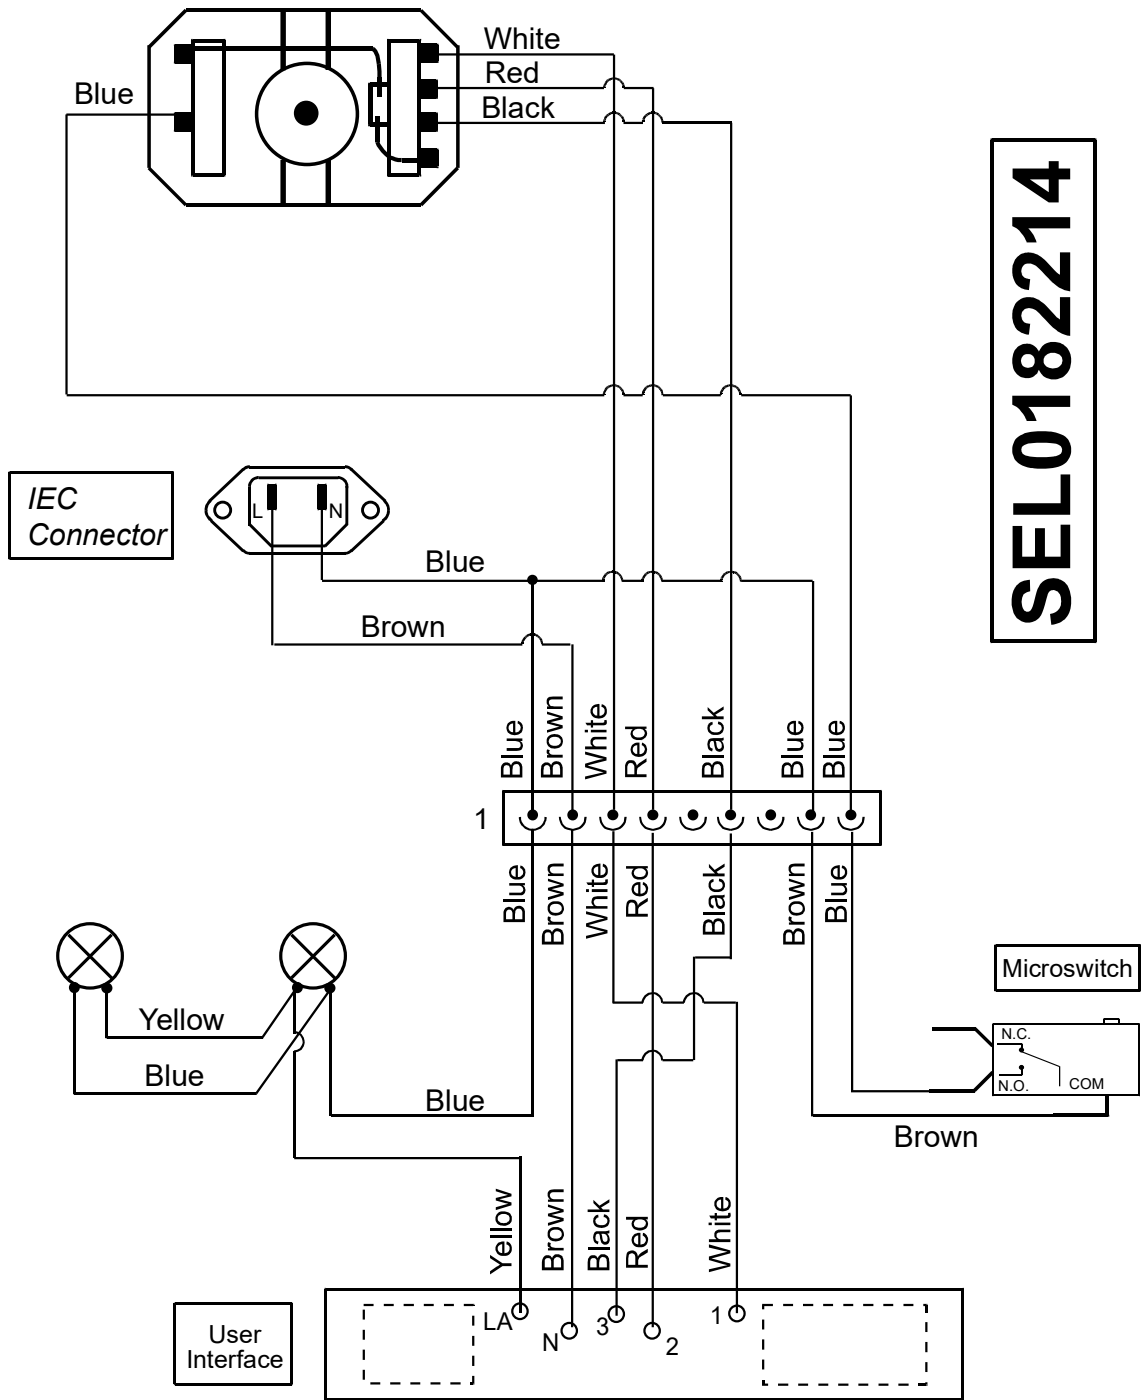 White
Red
Blue
Black
SEL0182214
IEC
Connector
L
N
Blue
Brown
Blue
Brown
White
Red
Black
Blue
Blue
1
Blue
Brown
White
Red
Black
Brown
Blue
Microswitch
Yellow
N.C.
Blue
N.O.
COM
Blue
Brown
Yellow
Brown
Black
Red
White
User
Interface
LA
N
3
2
1